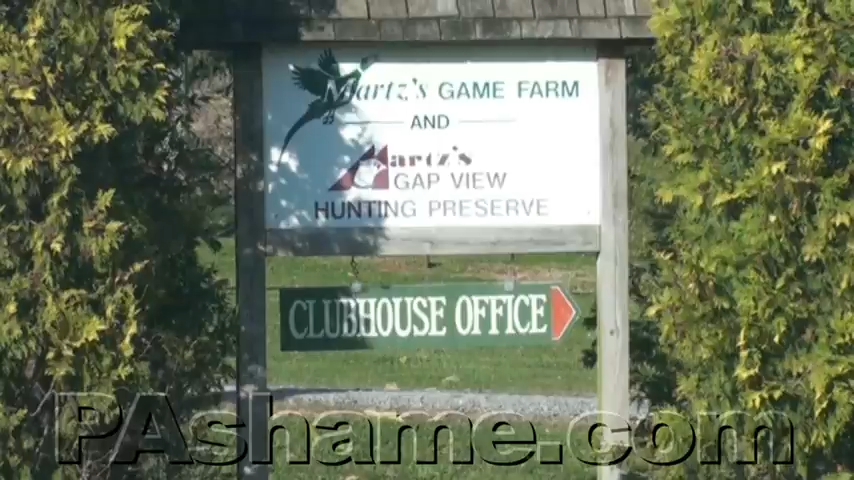 Martz's GAME FARM
AND
Martz's
GAP VIEW
HUNTING PRESERVE
CLUBHOUSE OFFICE
PAshame.com